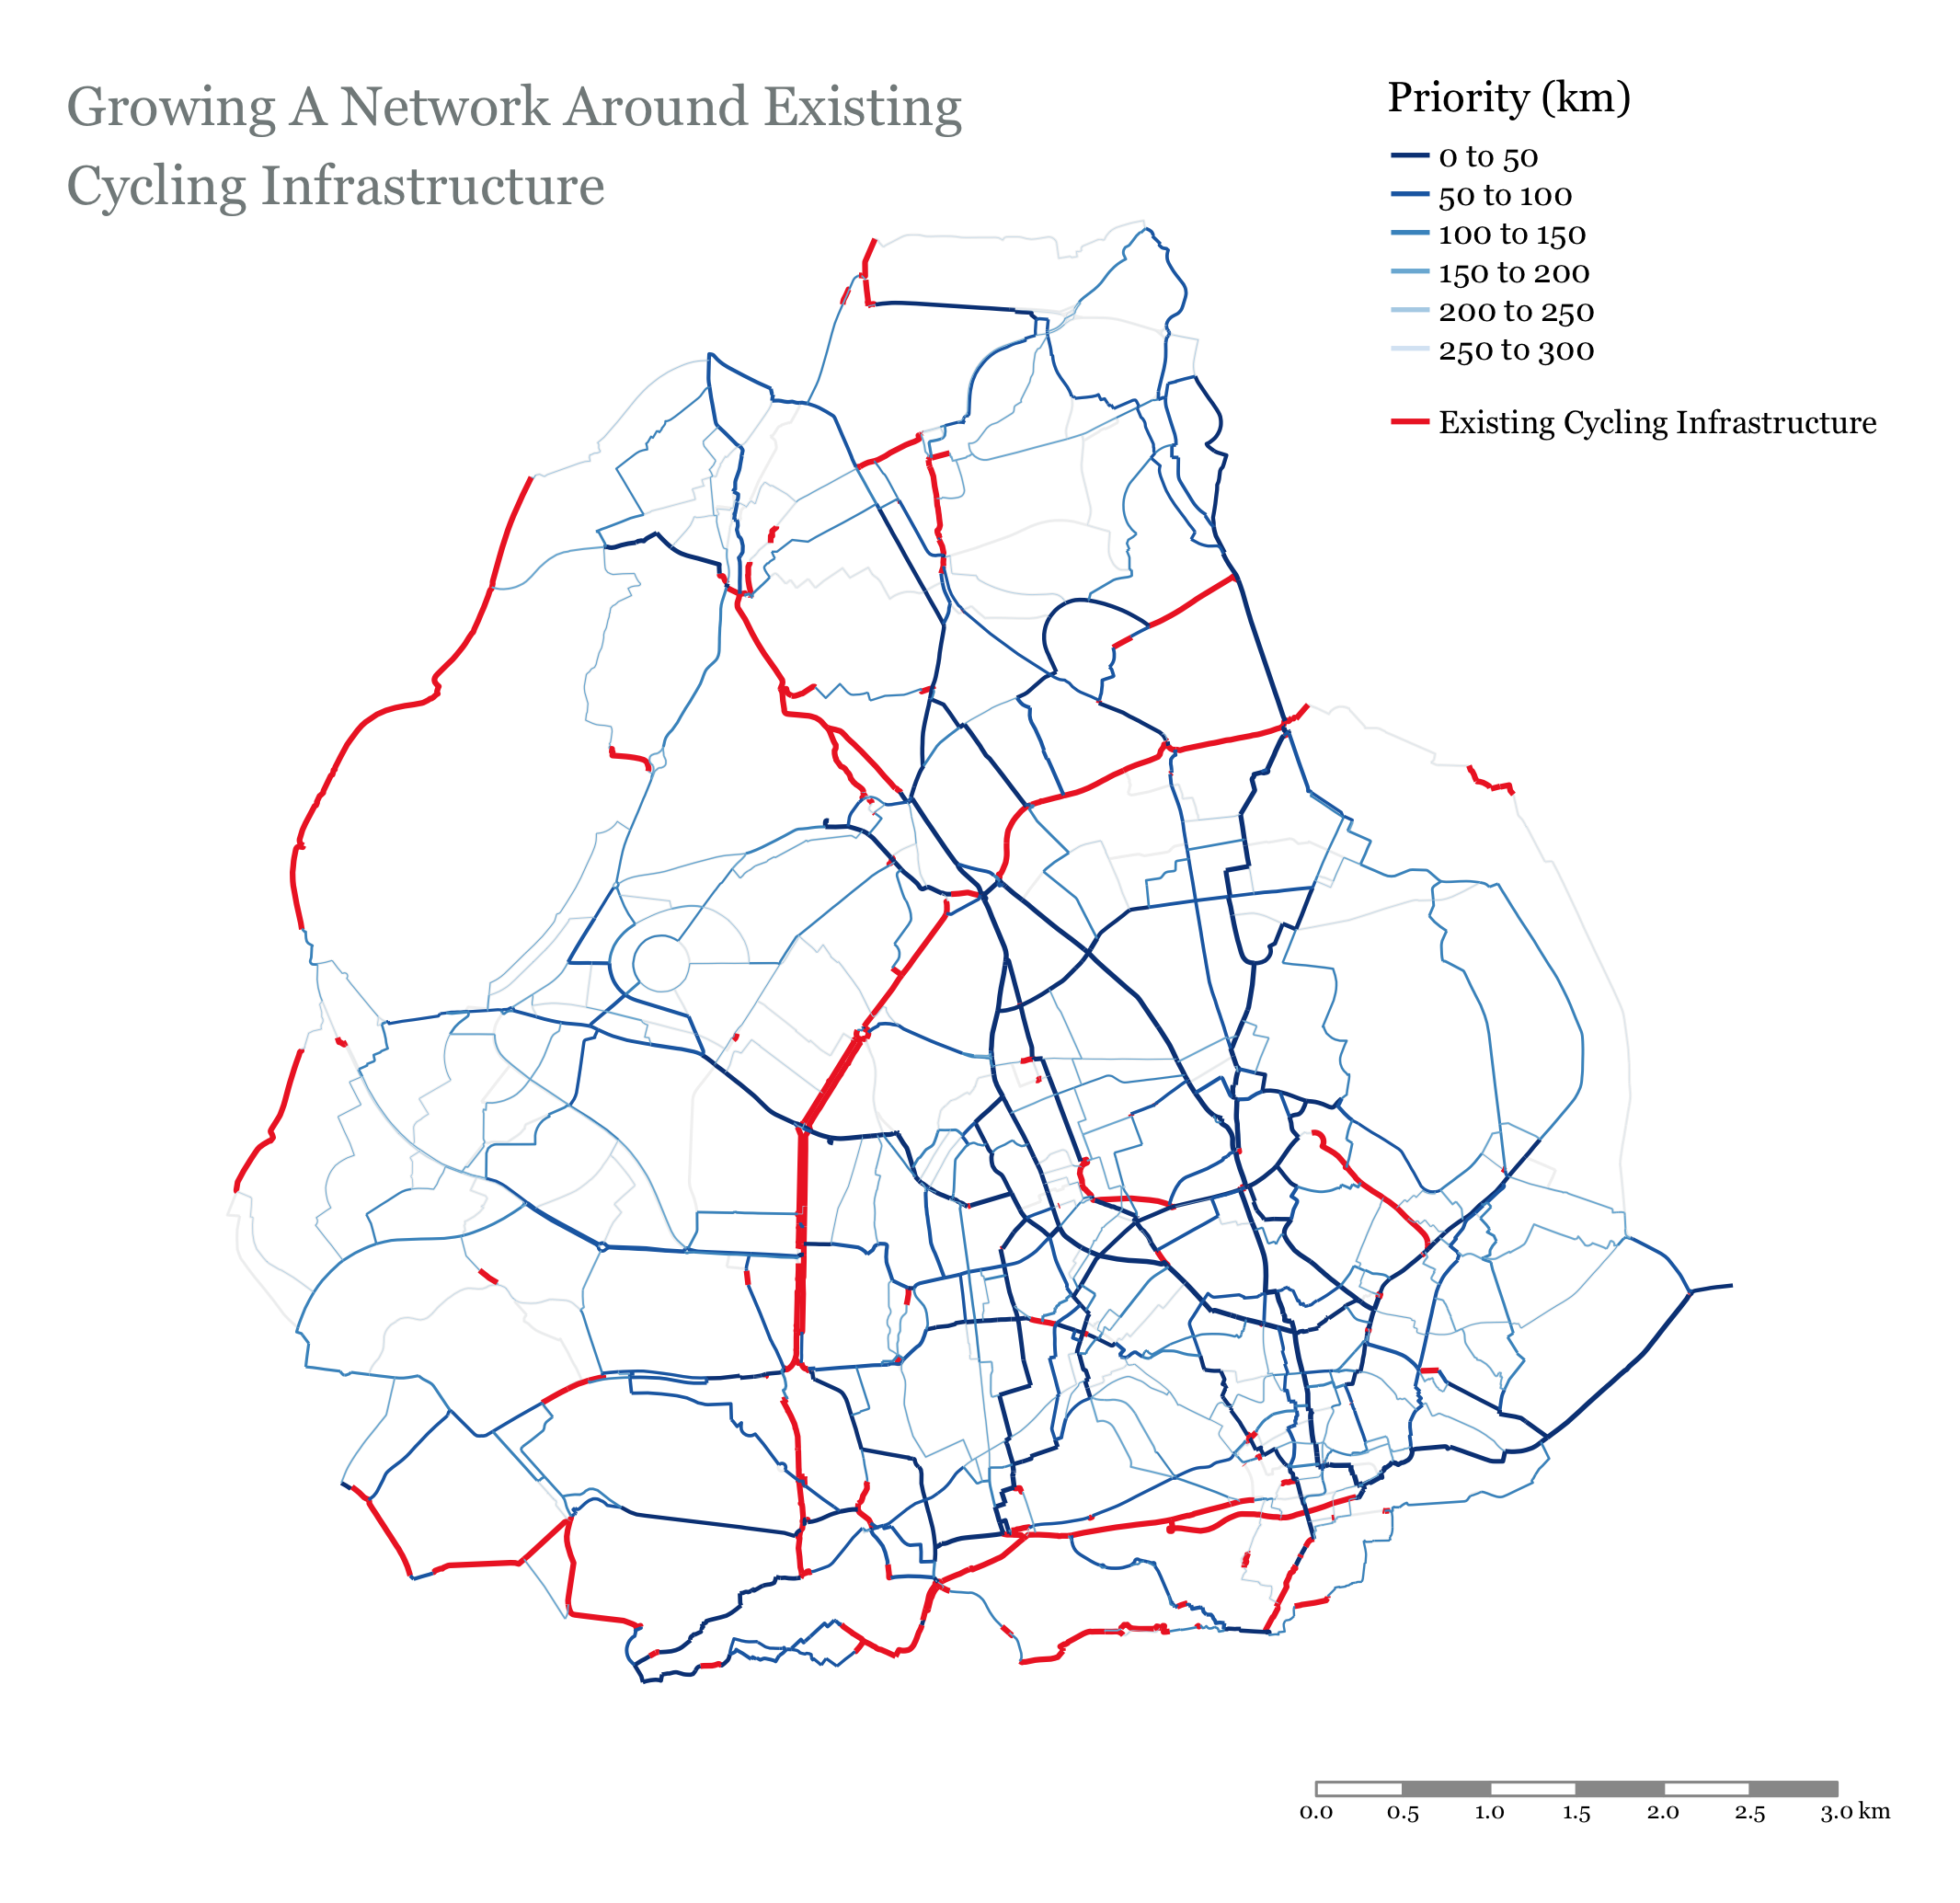 Growing A Network Around Existing
Cycling Infrastructure
Priority (km)
0 to 50
50 to 100
100 to 150
150 to 200
200 to 250
250 to 300
Existing Cycling Infrastructure
0.0 0.5 1.0 1.5 2.0 2.5 3.0 km